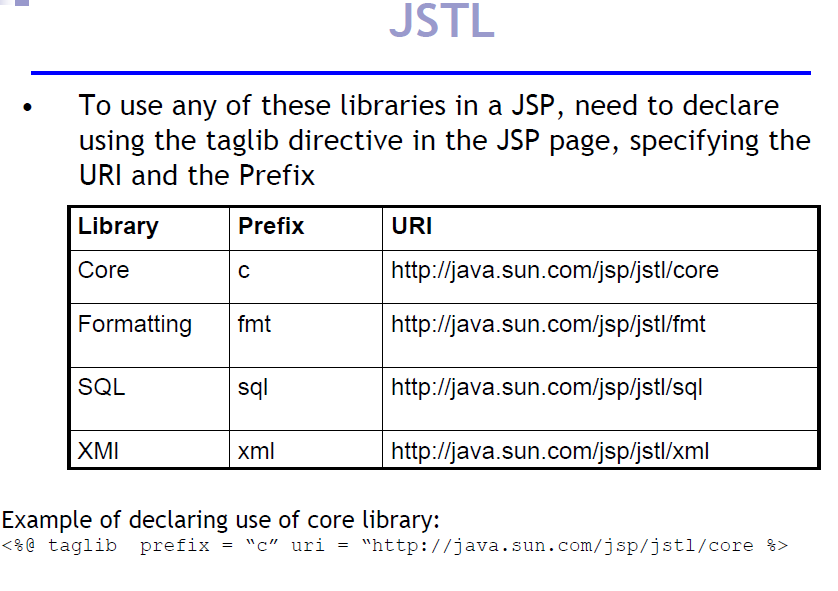 JSTL
• To use any of these libraries in a JSP, need to declare
using the taglib directive in the JSP page, specifying the
URI and the Prefix
Library Prefix URI
Core c http://java.sun.com/jsp/jstl/core
Formatting fmt http://java.sun.com/jsp/jstl/fmt
SQL sql http://java.sun.com/jsp/jstl/sql
XMl xml http://java.sun.com/jsp/jstl/xml
Example of declaring use of core library:
<%@ taglib  prefix = “c” uri = “http://java.sun.com/jsp/jstl/core %>